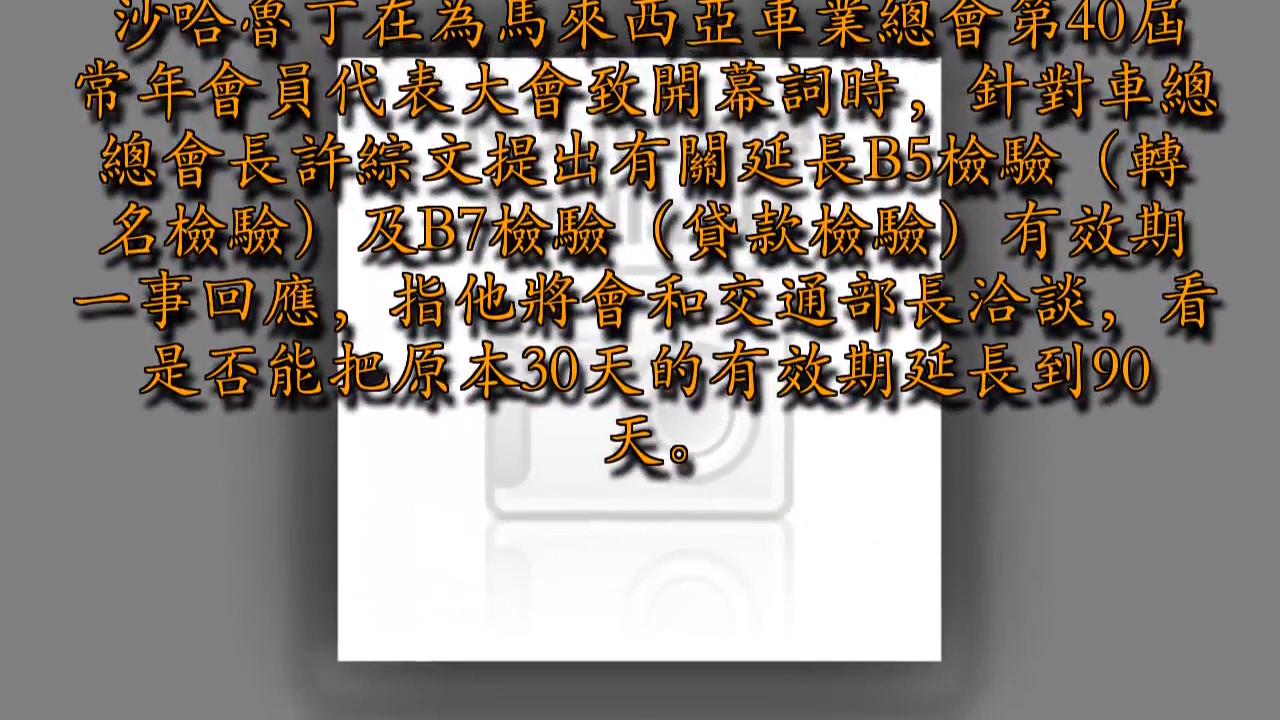 沙哈魯丁在為馬來西亞車業總會第40屆
常年會員代表大會致開幕詞時，針對車總
總會長許綜文提出有關延長B5檢驗（轉
名檢驗）及B7檢驗（貸款檢驗）有效期
一事回應，指他將會和交通部長洽談，看
是否能把原本30天的有效期延長到90
天。